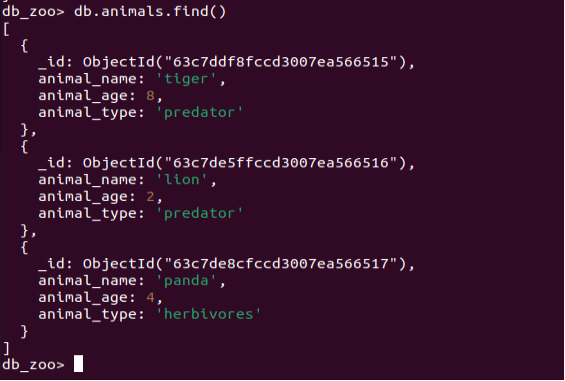 db_zoo> db.animals.find()
[
  {
    _id: ObjectId("63c7ddf8fccd3007ea566515"),
    animal_name: 'tiger',
    animal_age: 8,
    animal_type: 'predator'
  },
  {
    _id: ObjectId("63c7de5ffccd3007ea566516"),
    animal_name: 'lion',
    animal_age: 2,
    animal_type: 'predator'
  },
  {
    _id: ObjectId("63c7de8cfccd3007ea566517"),
    animal_name: 'panda',
    animal_age: 4,
    animal_type: 'herbivores'
  }
]
db_zoo>